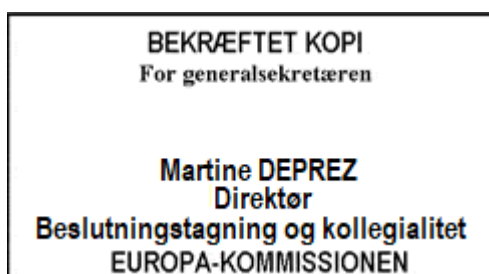 BEKRÆFTET KOPI
For generalsekretæren
Martine DEPREZ
Direktør
Beslutningstagning og kollegialitet
EUROPA-KOMMISSIONEN